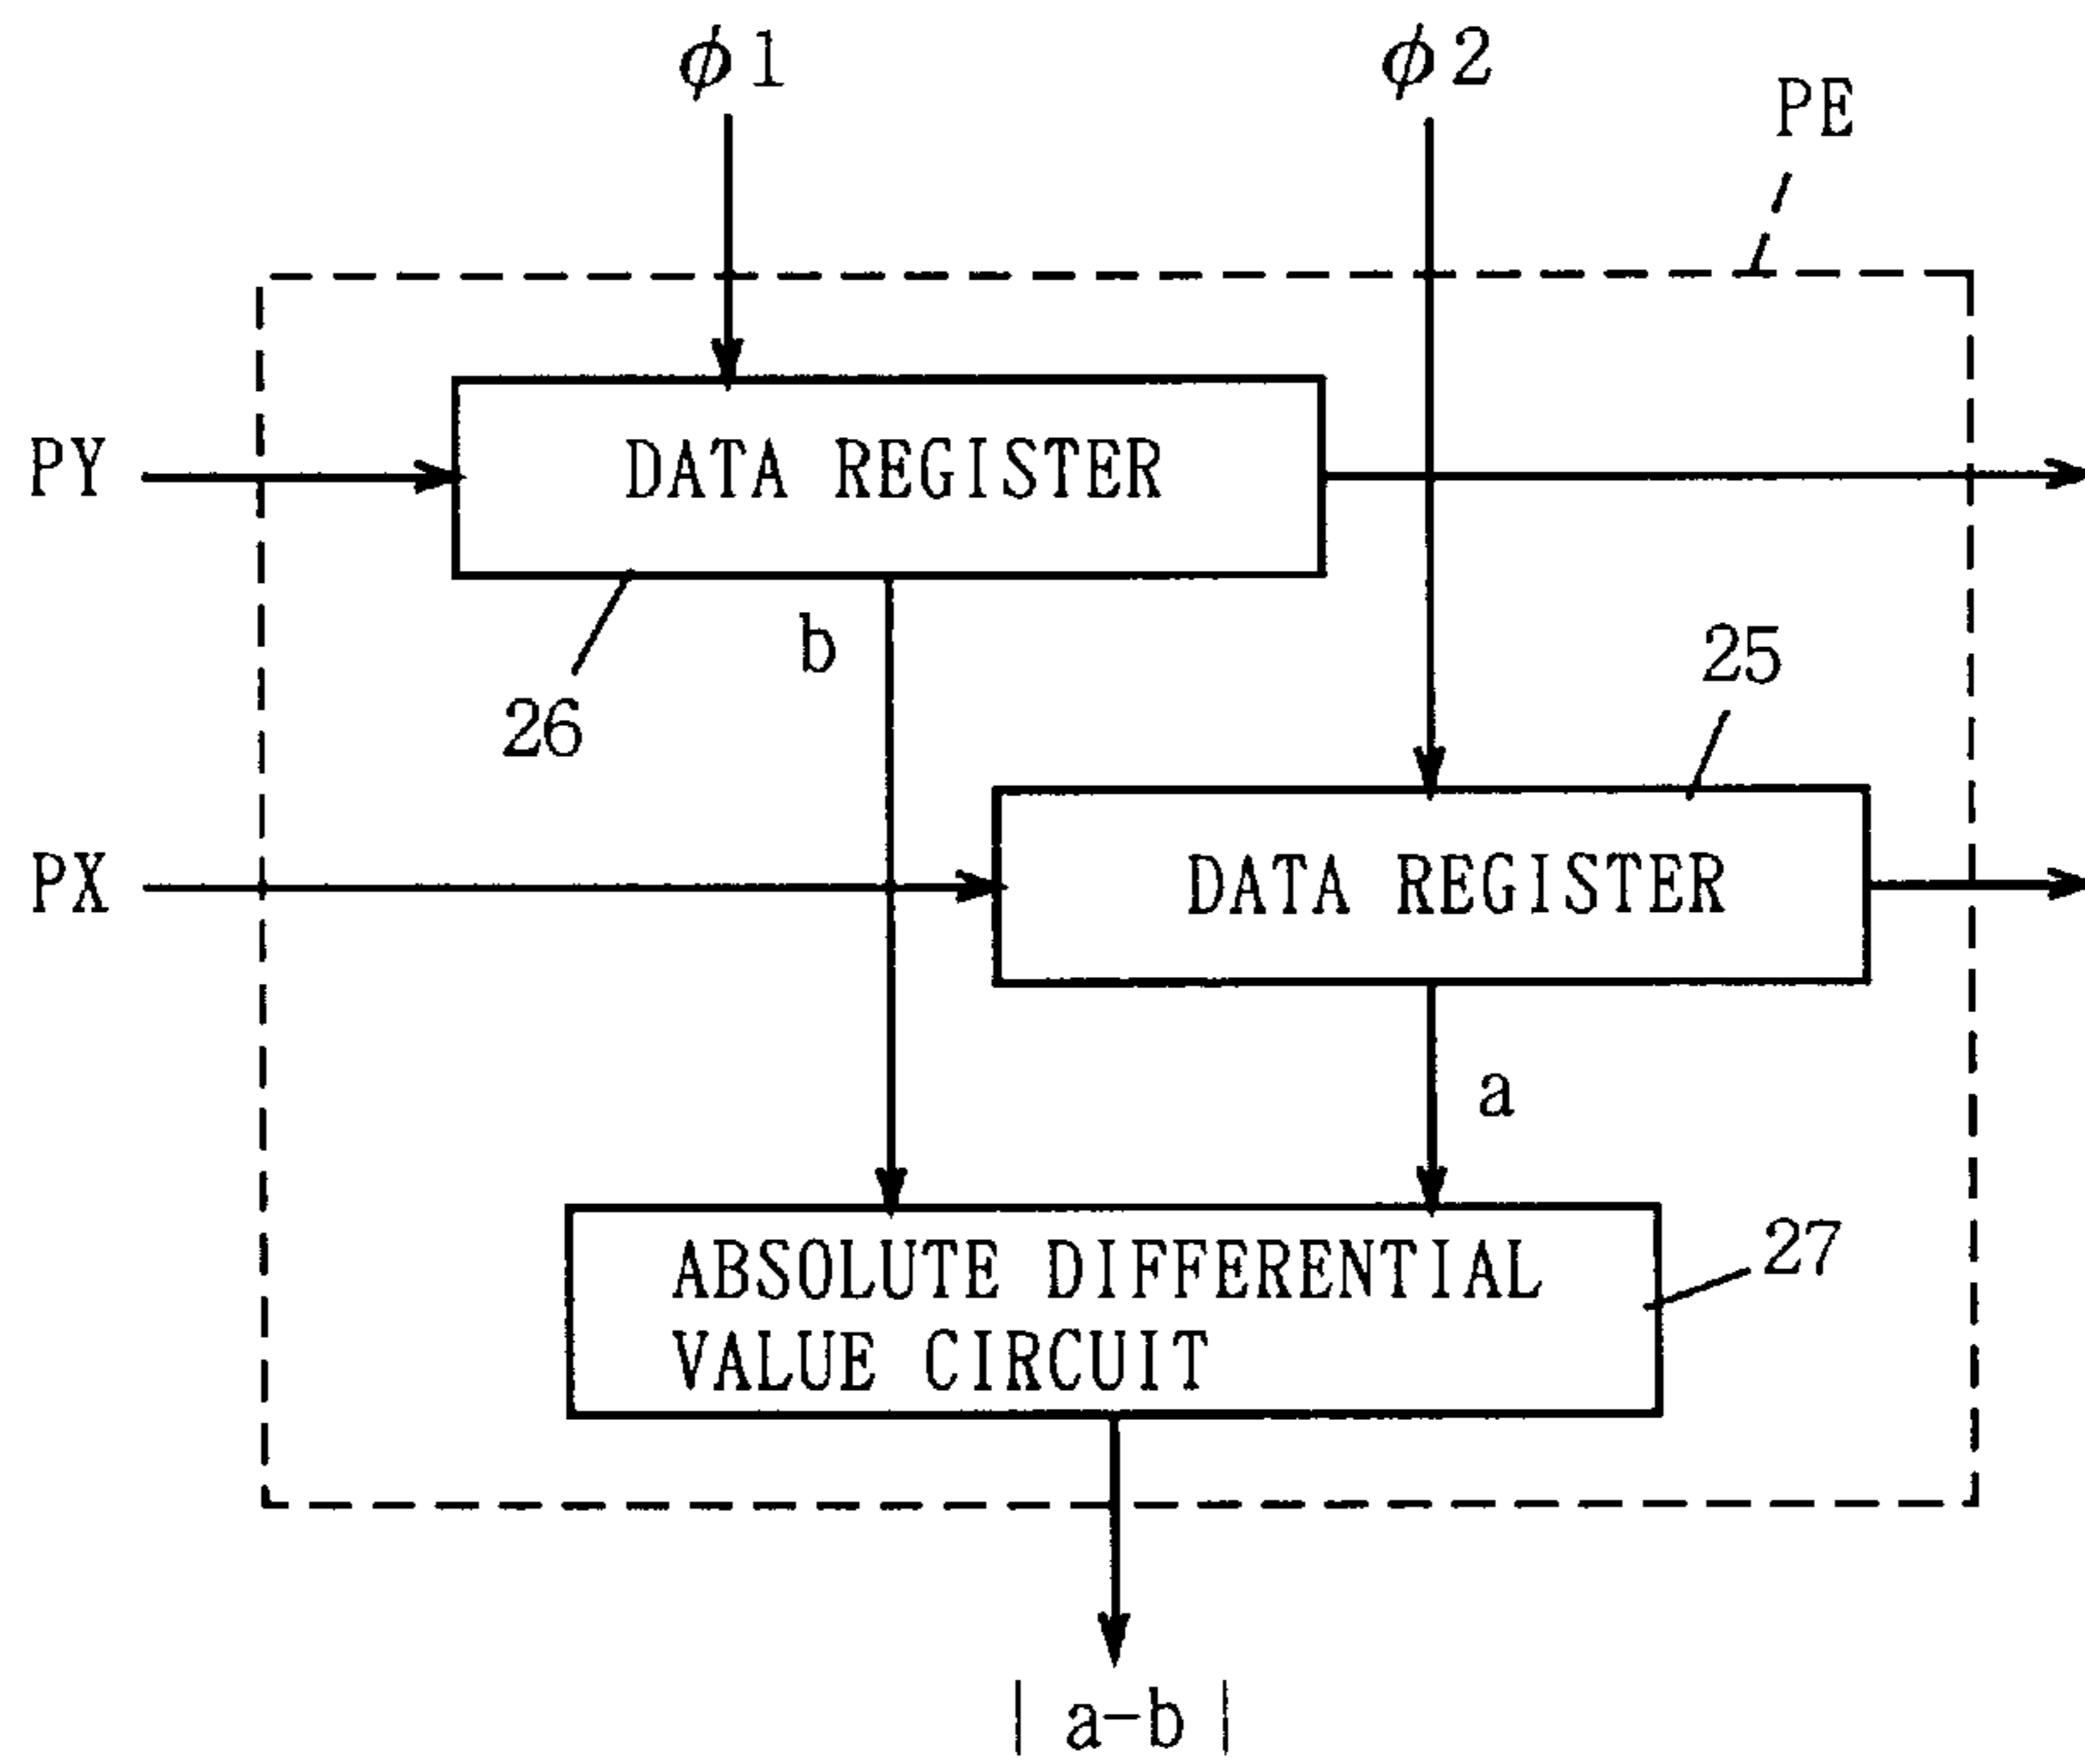 φ1
φ2
PE
PY
DATA REGISTER
b
26
25
PX
DATA REGISTER
a
ABSOLUTE DIFFERENTIAL
VALUE CIRCUIT
27
| a-b |